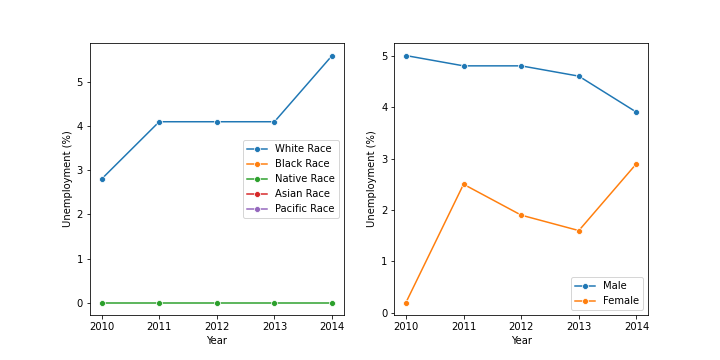 5
4
3
2
1
0
Unemployment (%)
2010 2011 2012 2013 2014
Year
White Race
Black Race
Native Race
Asian Race
Pacific Race
5
4
3
2
1
0
Unemployment (%)
2010 2011 2012 2013 2014
Year
Male
Female